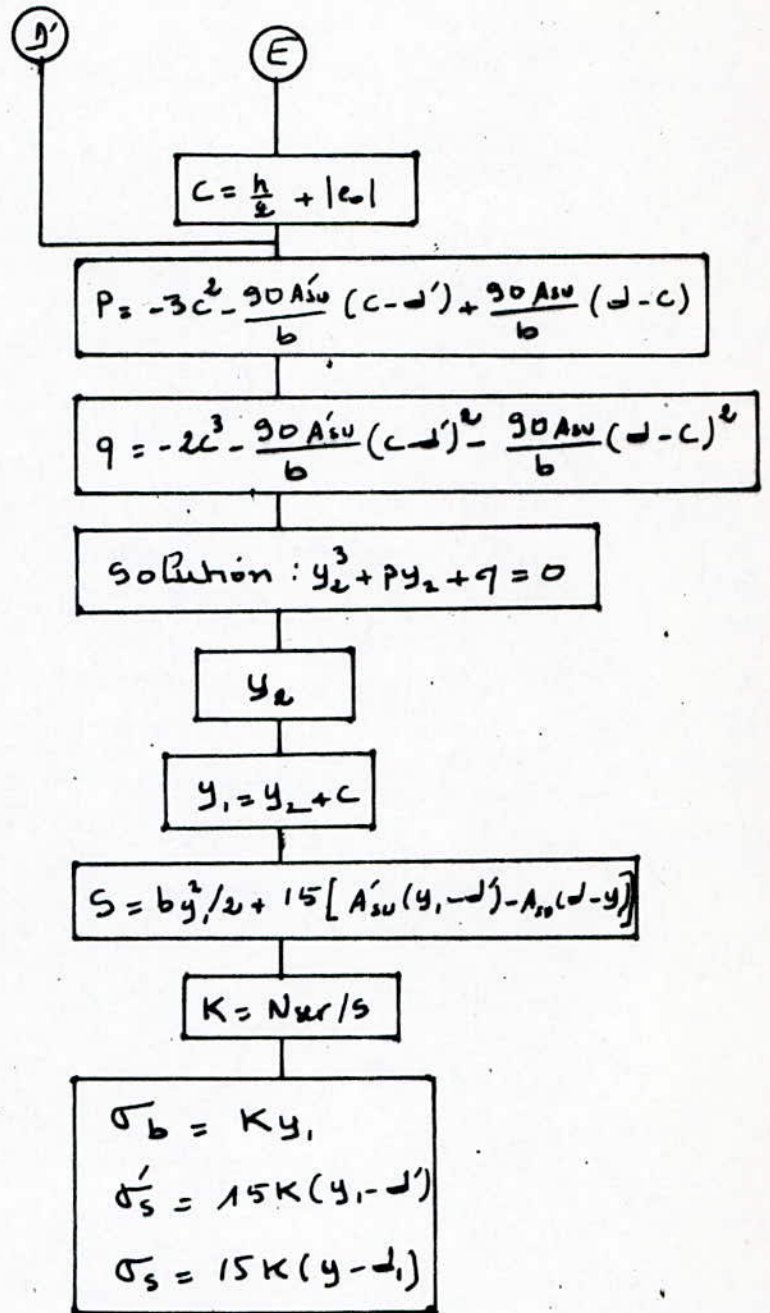 D'
E
C = h/2 + |e₀|
P = -3c² - 90A'su/b (c-d') + 90Asu/b (d-c)
q = -2c³ - 90A'su/b (c-d')² - 90Asu/b (d-c)²
Solution : y₂³ + Py₂ + q = 0
y₂
y₁ = y₂ + c
S = by₁²/2 + 15[A'su(y₁-d')-Asu(d-y)]
K = Nser/S
σb = Ky₁
σ's = 15K(y₁-d')
σs = 15K(y-d₁)